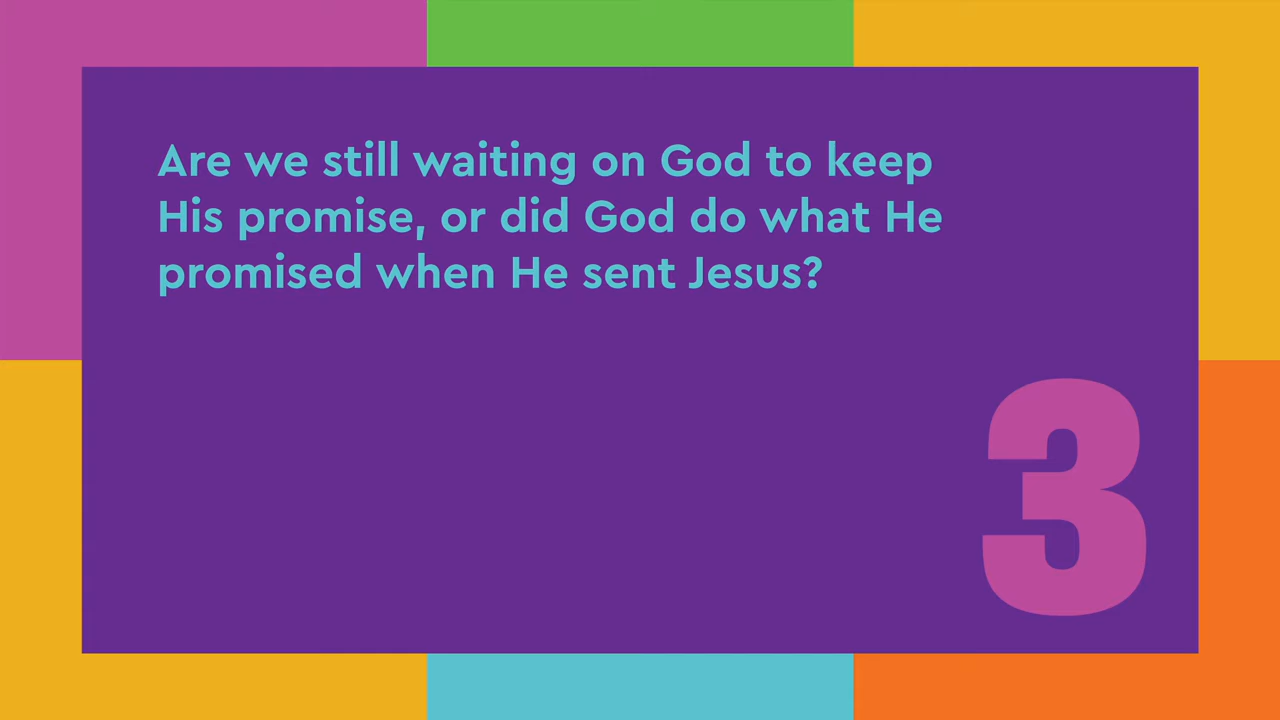 Are we still waiting on God to keep
His promise, or did God do what He
promised when He sent Jesus?
3